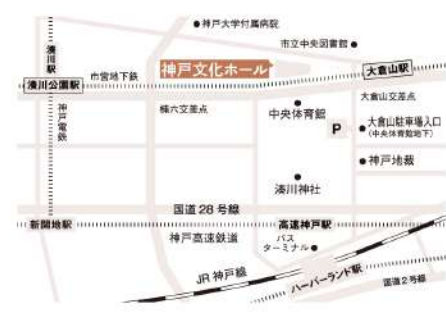 神戸大学付属病院
市立中央図書館
湊川駅
神戸文化ホール
大倉山駅
市営地下鉄
湊川公園駅
大倉山交差点
楠六交差点
中央体育館
神戸電鉄
P
大倉山駐車場入口
(中央体育館地下)
神戸地裁
湊川神社
国道28号線
新開地駅
高速神戸駅
神戸高速鉄道
バス
ターミナル
JR神戸線
ハーバーランド駅
国道2号線